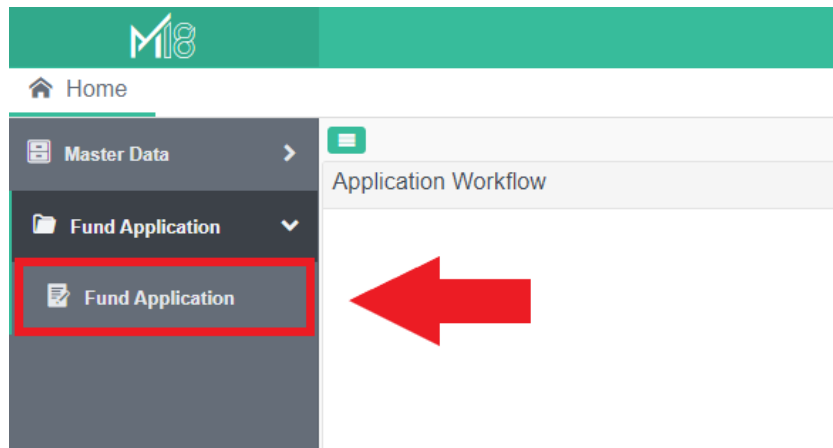 M18
Home
Master Data
Application Workflow
Fund Application
Fund Application